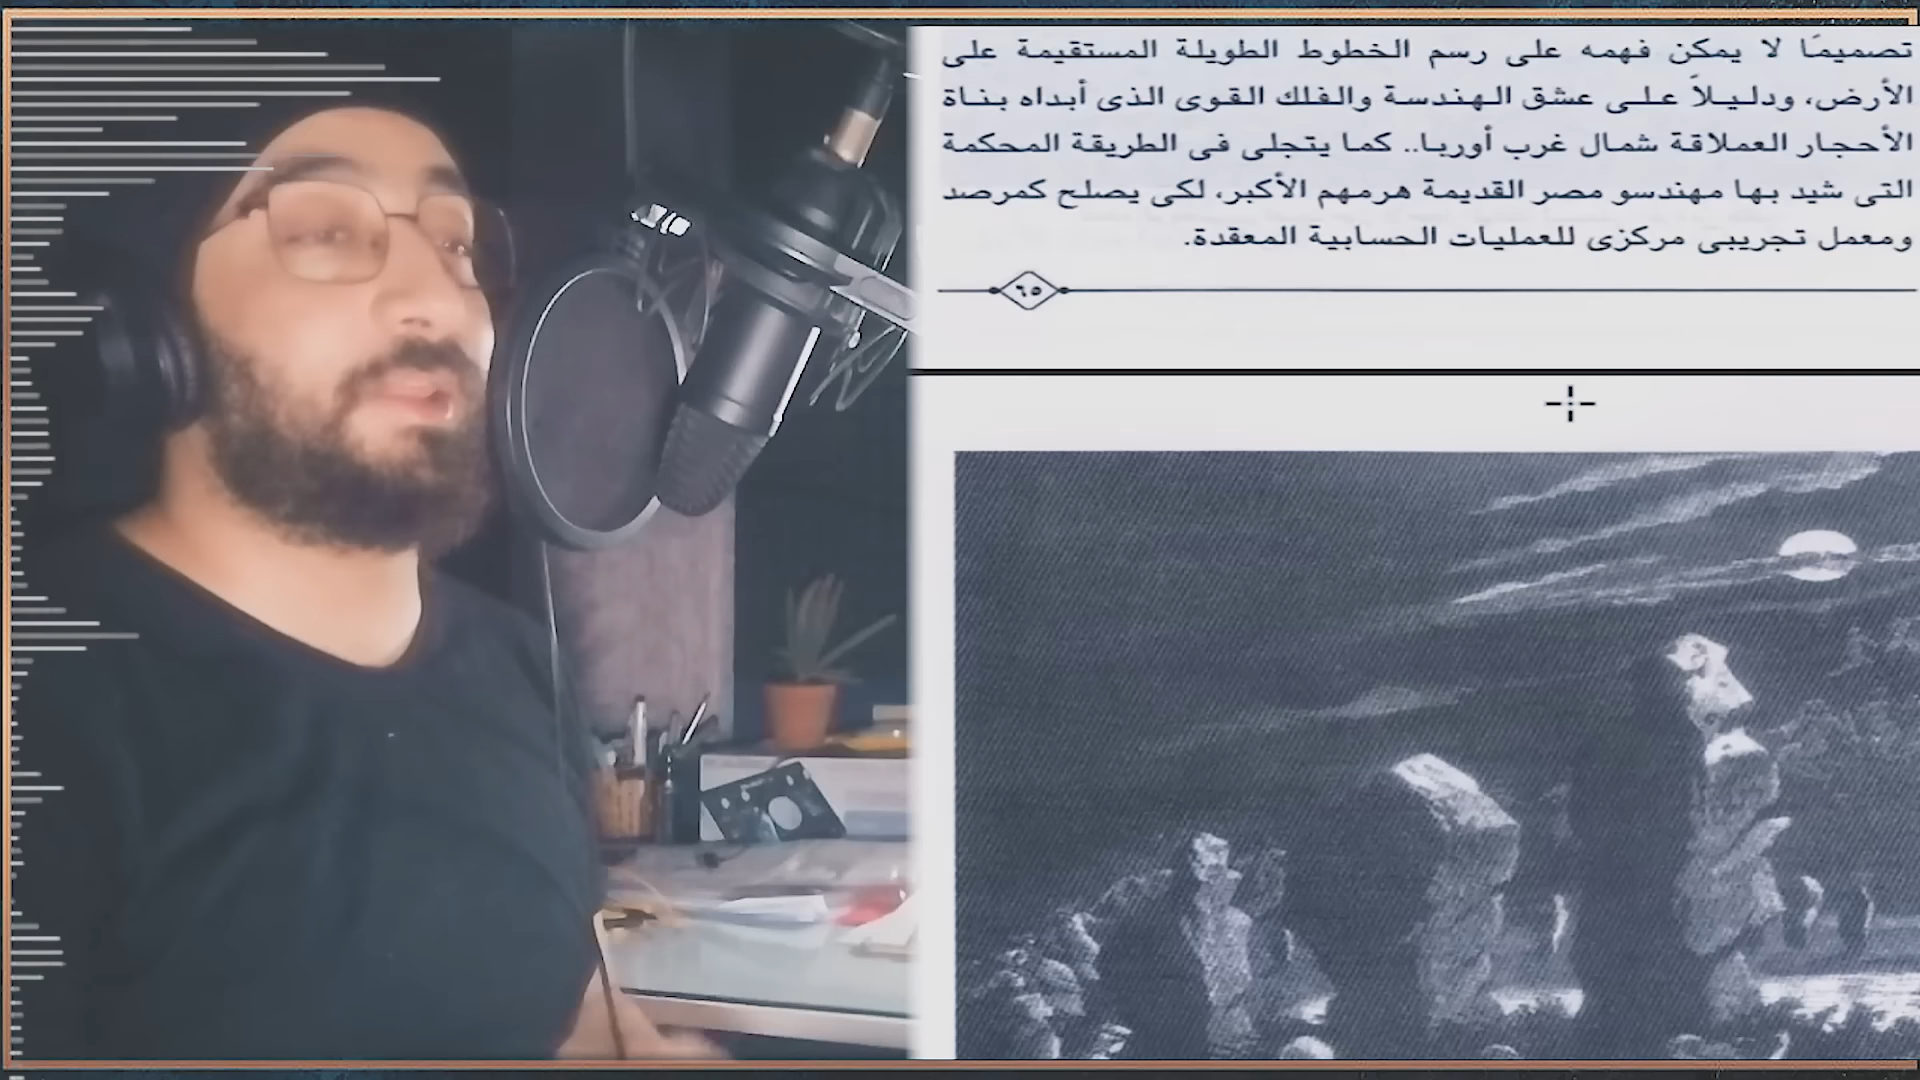 تصميمًا لا يمكن فهمه على رسم الخطوط الطويلة المستقيمة على
الأرض، ودليلاً على عشق الهندسة والفلك القوى الذى أبداه بناة
الأحجار العملاقة شمال غرب أوربا.. كما يتجلى فى الطريقة المحكمة
التى شيد بها مهندسو مصر القديمة هرمهم الأكبر، لكى يصلح كمرصد
ومعمل تجريبى مركزى للعمليات الحسابية المعقدة.
٦٥